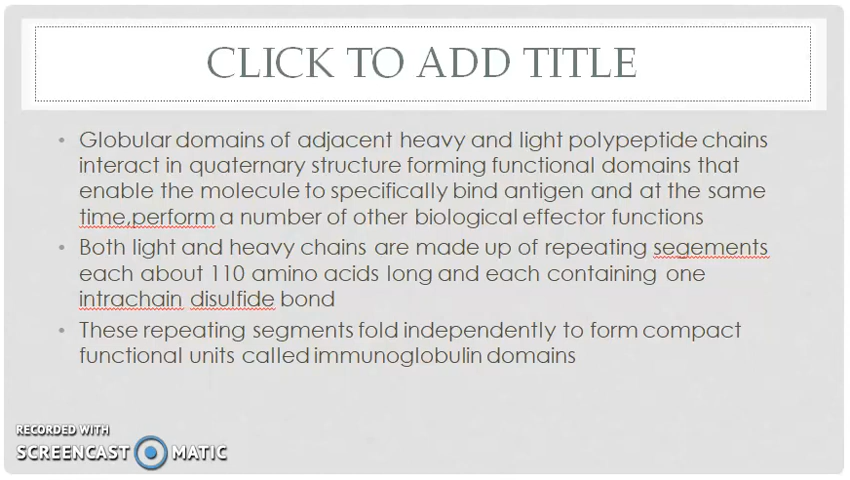 CLICK TO ADD TITLE
• Globular domains of adjacent heavy and light polypeptide chains
interact in quaternary structure forming functional domains that
enable the molecule to specifically bind antigen and at the same
time,perform a number of other biological effector functions
• Both light and heavy chains are made up of repeating segements
each about 110 amino acids long and each containing one
intrachain disulfide bond
• These repeating segments fold independently to form compact
functional units called immunoglobulin domains
RECORDED WITH
SCREENCAST MATIC